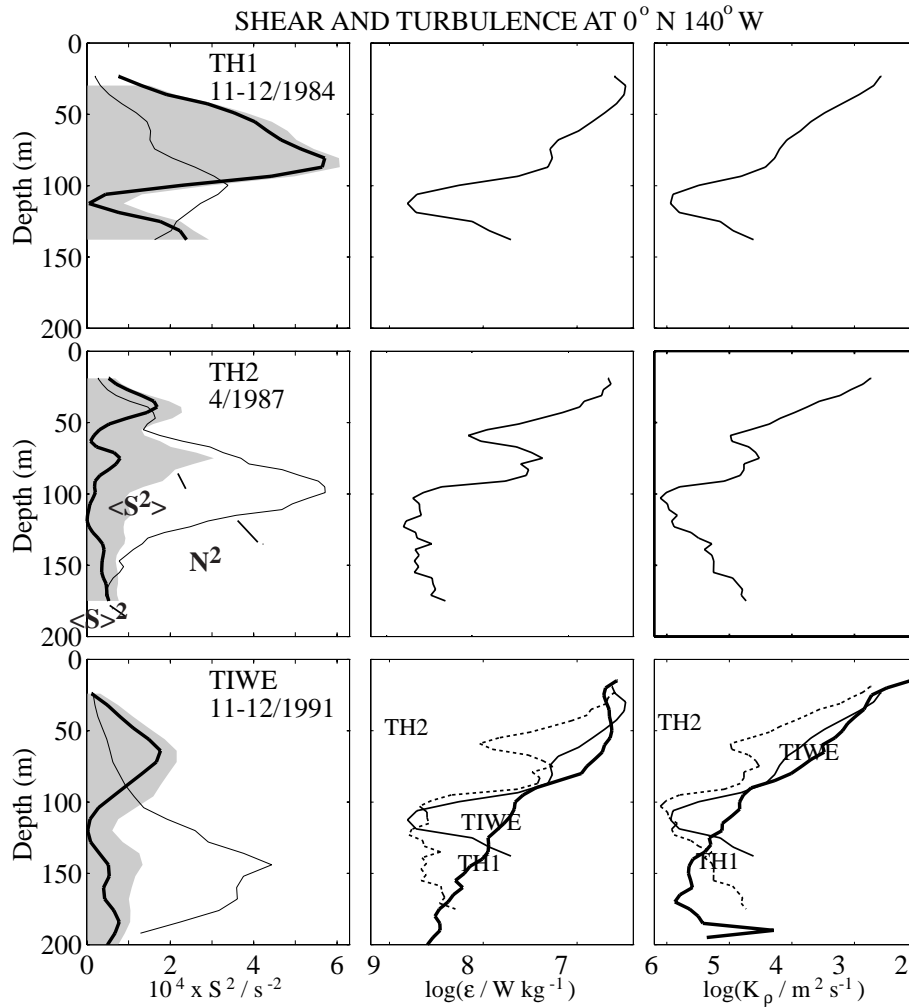 SHEAR AND TURBULENCE AT 0° N 140° W
0
50
100
150
200
Depth (m)
TH1
11-12/1984
0
50
100
150
200
Depth (m)
TH2
4/1987
<S²>
N²
<S>²
0
50
100
150
200
Depth (m)
TIWE
11-12/1991
TH2
TIWE
TH1
TH2
TIWE
TH1
0 2 4 6
10⁴ x S² / s⁻²
9 8 7
log(ε / W kg⁻¹)
6 5 4 3 2
log(Kρ / m² s⁻¹)